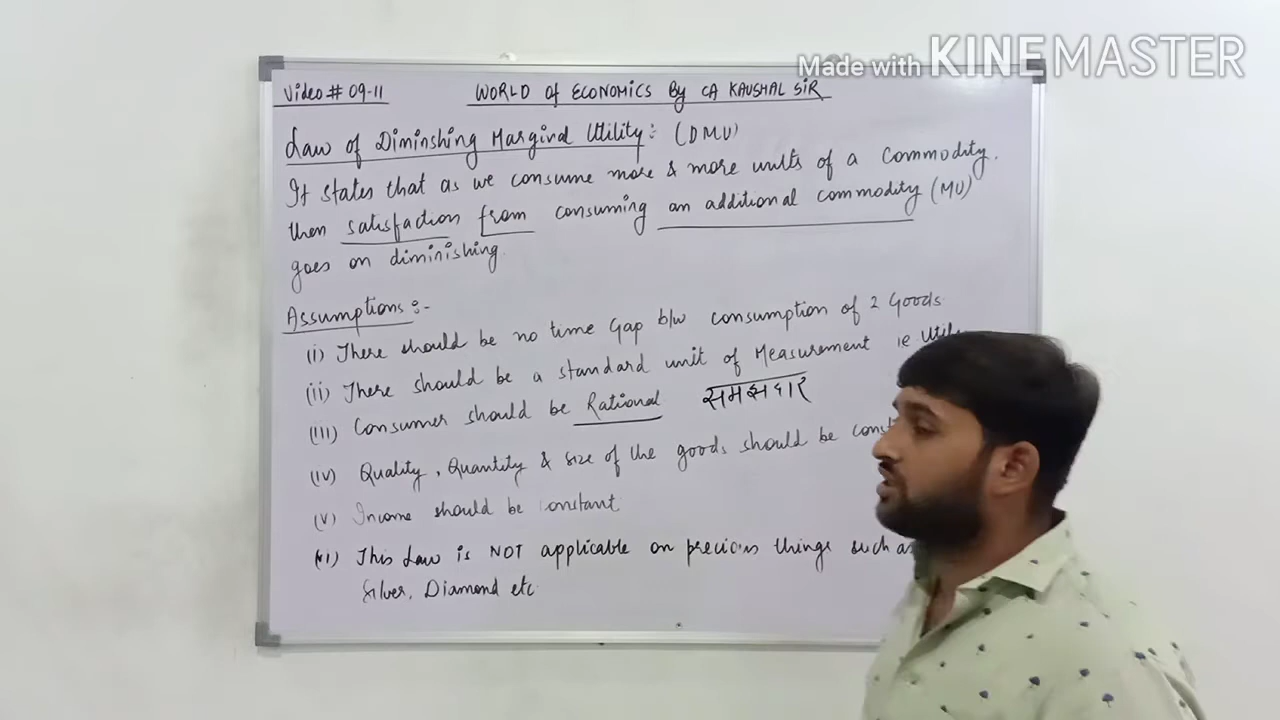 Made with KINEMASTER
Video # 09-11
WORLD of ECONOMICS By CA KAUSHAL SIR
Law of Diminshing Marginal Utility:- (DMU)
It states that as we consume more & more units of a commodity.
then satisfaction from consuming an additional commodity (MU)
goes on diminishing.
Assumptions:-
(i) There should be no time Gap b/w consumption of 2 Goods
(ii) There should be a standard unit of Measurement ie
(III) Consumer should be Rational समझदार
(IV) Quality, Quantity & size of the goods should be
(V) Income should be constant
(VI) This Law is NOT applicable on precious things such as
Silver, Diamond etc.